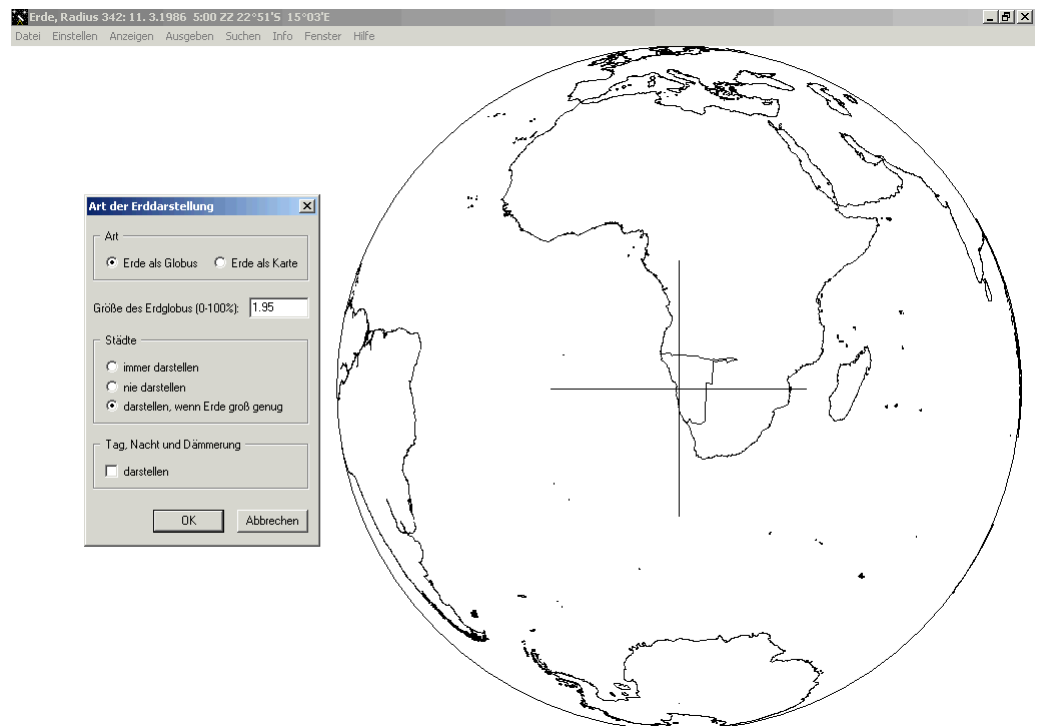 Erde, Radius 342: 11. 3.1986 5:00 ZZ 22°51'S 15°03'E
Datei Einstellen Anzeigen Ausgeben Suchen Info Fenster Hilfe
Art der Erddarstellung
Art
Erde als Globus Erde als Karte
Größe des Erdglobus (0-100%): 1.95
Städte
immer darstellen
nie darstellen
darstellen, wenn Erde groß genug
Tag, Nacht und Dämmerung
darstellen
OK Abbrechen